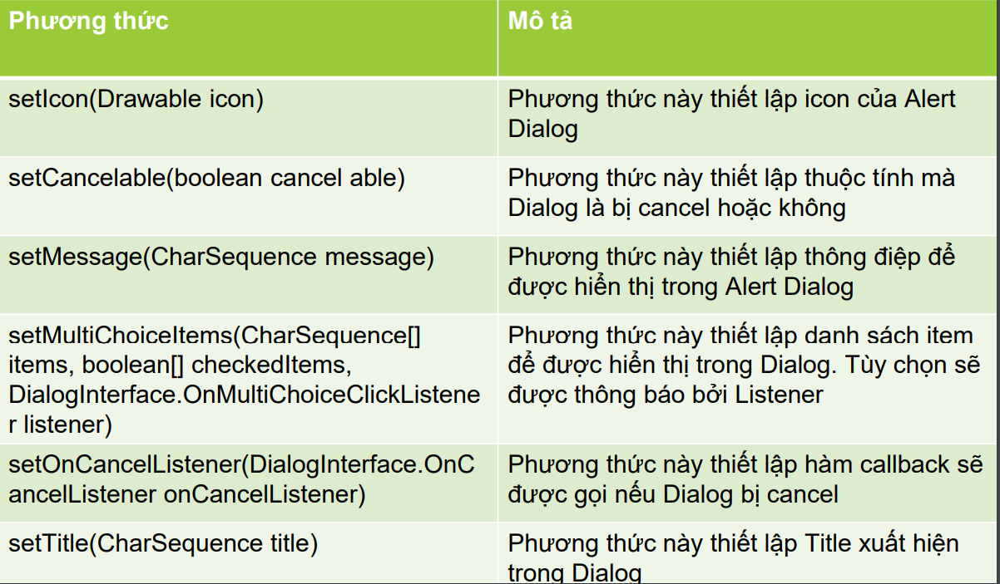 Phương thức
Mô tả
setIcon(Drawable icon)
Phương thức này thiết lập icon của Alert
Dialog
setCancelable(boolean cancel able)
Phương thức này thiết lập thuộc tính mà
Dialog là bị cancel hoặc không
setMessage(CharSequence message)
Phương thức này thiết lập thông điệp để
được hiển thị trong Alert Dialog
setMultiChoiceItems(CharSequence[]
items, boolean[] checkedItems,
DialogInterface.OnMultiChoiceClickListene
r listener)
Phương thức này thiết lập danh sách item
để được hiển thị trong Dialog. Tùy chọn sẽ
được thông báo bởi Listener
setOnCancelListener(DialogInterface.OnC
ancelListener onCancelListener)
Phương thức này thiết lập hàm callback sẽ
được gọi nếu Dialog bị cancel
setTitle(CharSequence title)
Phương thức này thiết lập Title xuất hiện
trong Dialog